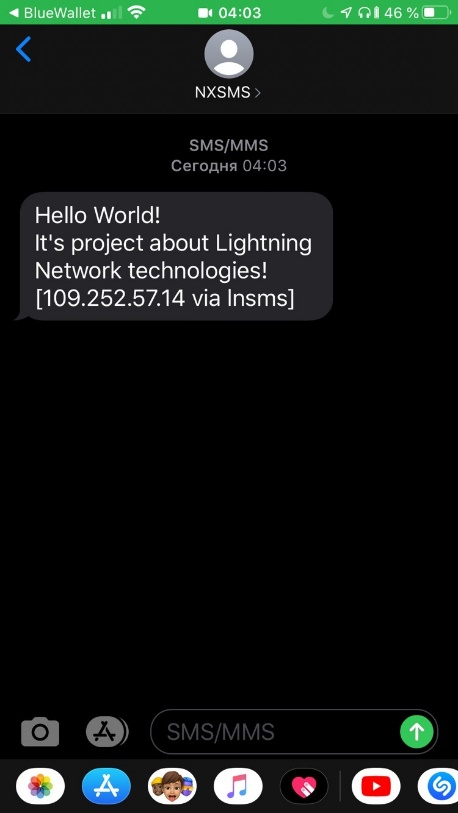 BlueWallet 04:03 46 %
NXSMS
SMS/MMS
Сегодня 04:03
Hello World!
It's project about Lightning
Network technologies!
[109.252.57.14 via lnsms]
SMS/MMS